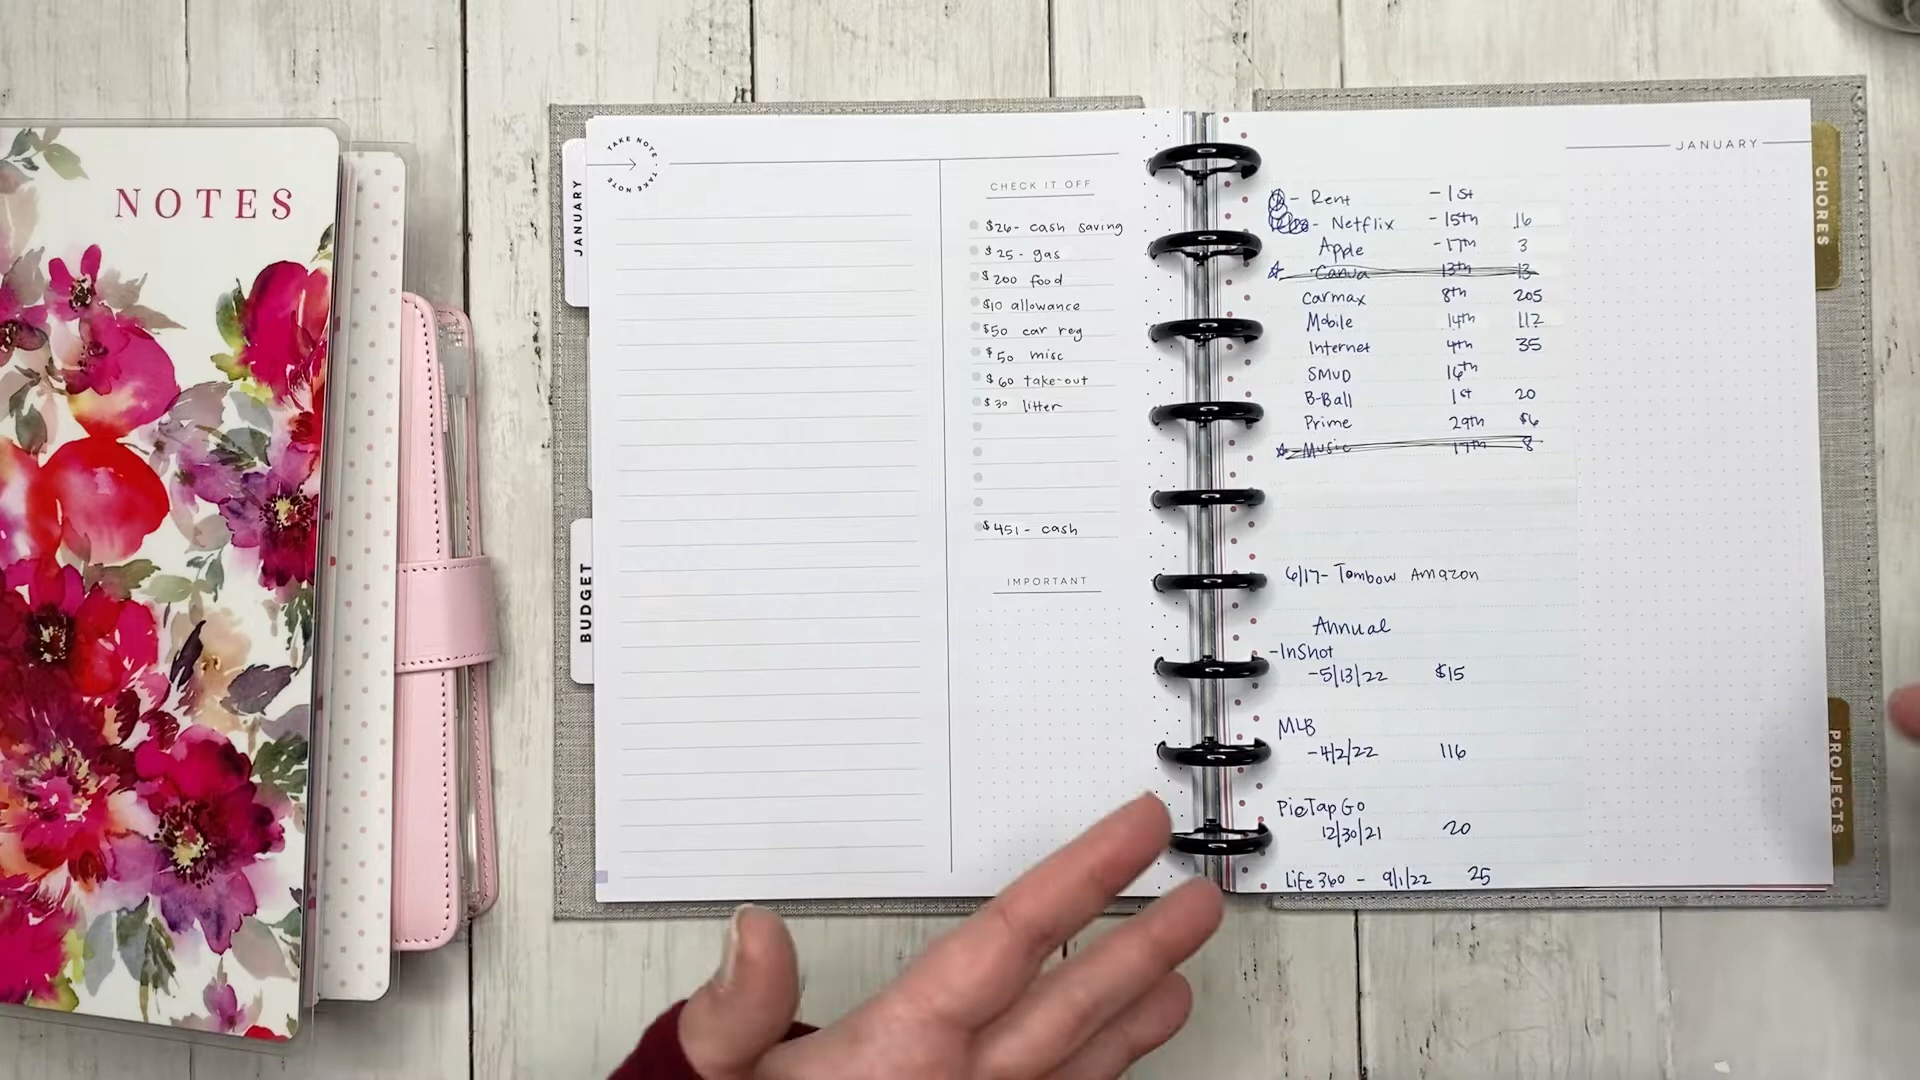 NOTES
JANUARY
BUDGET
TAKE NOTE · TAKE NOTE ·
CHECK IT OFF
$26- cash saving
$25- gas
$200 food
$10 allowance
$50 car reg
$50 misc
$60 take-out
$30 litter
$451- cash
IMPORTANT
JANUARY
- Rent -1st
- Netflix -15th 16
Apple -17th 3
Canva 13th 13
Carmax 8th 205
Mobile 14th 112
Internet 4th 35
SMUD 16th
B-Ball 1st 20
Prime 29th $6
-Music 17th 8
6/17- Tombow Amazon
Annual
-InShot
-5/13/22 $15
MLB
-4/2/22 116
PicTapGo
12/30/21 20
Life360 - 9/1/22 25
CHORES
PROJECTS